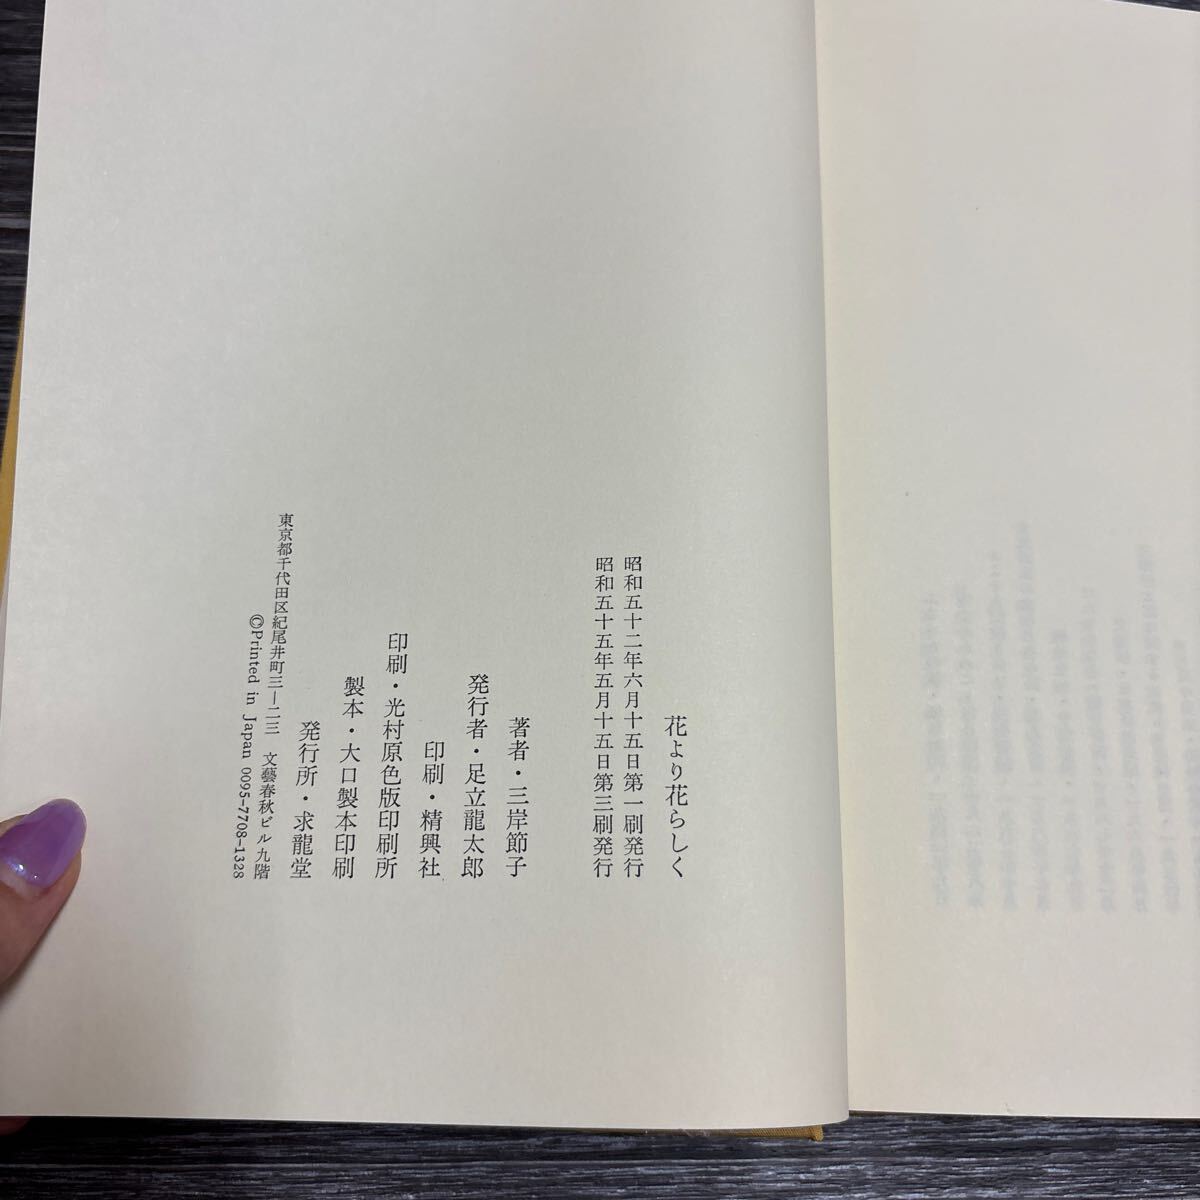 花より花らしく
昭和五十二年六月十五日第一刷発行
昭和五十五年五月十五日第三刷発行
著者・三岸節子
発行者・足立龍太郎
印刷・精興社
印刷・光村原色版印刷所
製本・大口製本印刷
発行所・求龍堂
東京都千代田区紀尾井町三―二三 文藝春秋ビル九階
©Printed in Japan 0095-7708-1328